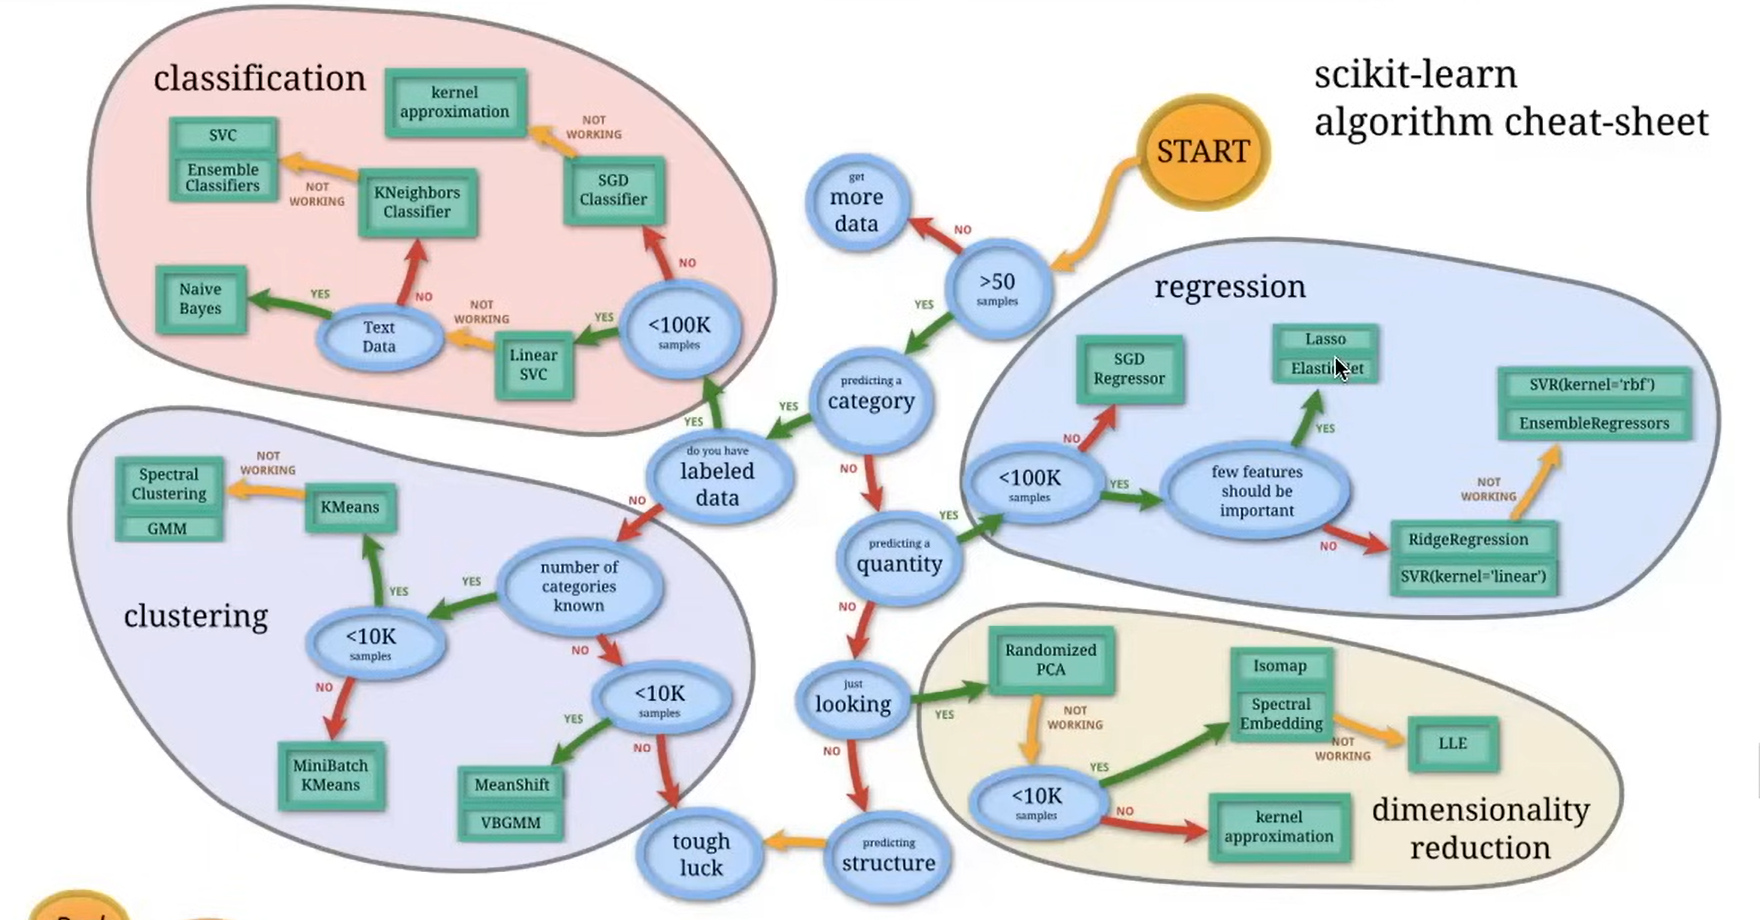 scikit-learn
algorithm cheat-sheet
START
classification
kernel
approximation
NOT
WORKING
SVC
Ensemble
Classifiers
NOT
WORKING
KNeighbors
Classifier
SGD
Classifier
NO
Naive
Bayes
YES
Text
Data
NO
NOT
WORKING
Linear
SVC
YES
<100K
samples
get
more
data
NO
>50
samples
YES
predicting a
category
YES
YES
do you have
labeled
data
NO
NO
predicting a
quantity
YES
NO
just
looking
YES
NO
predicting
structure
tough
luck
regression
SGD
Regressor
NO
<100K
samples
YES
few features
should be
important
YES
Lasso
NO
RidgeRegression
SVR(kernel='linear')
NOT
WORKING
SVR(kernel='rbf')
EnsembleRegressors
clustering
Spectral
Clustering
GMM
NOT
WORKING
KMeans
YES
<10K
samples
YES
number of
categories
known
NO
NO
MiniBatch
KMeans
<10K
samples
YES
NO
MeanShift
VBGMM
dimensionality
reduction
Randomized
PCA
NOT
WORKING
<10K
samples
YES
NO
Isomap
Spectral
Embedding
NOT
WORKING
LLE
kernel
approximation